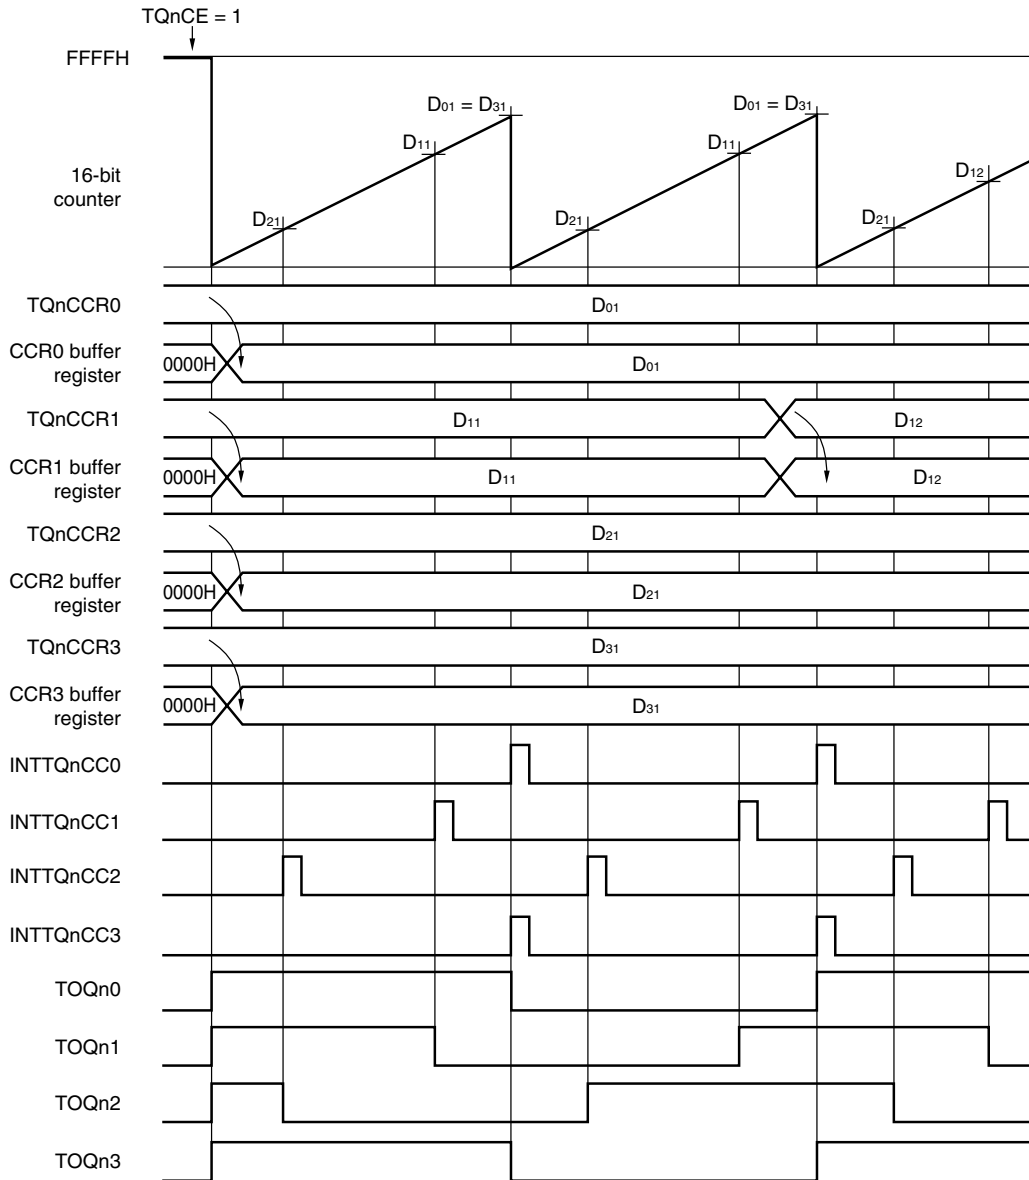 TQnCE = 1
FFFFH
D01 = D31
D01 = D31
D11
D11
D12
16-bit
counter
D21
D21
D21
TQnCCR0
D01
CCR0 buffer
register
0000H
D01
TQnCCR1
D11
D12
CCR1 buffer
register
0000H
D11
D12
TQnCCR2
D21
CCR2 buffer
register
0000H
D21
TQnCCR3
D31
CCR3 buffer
register
0000H
D31
INTTQnCC0
INTTQnCC1
INTTQnCC2
INTTQnCC3
TOQn0
TOQn1
TOQn2
TOQn3